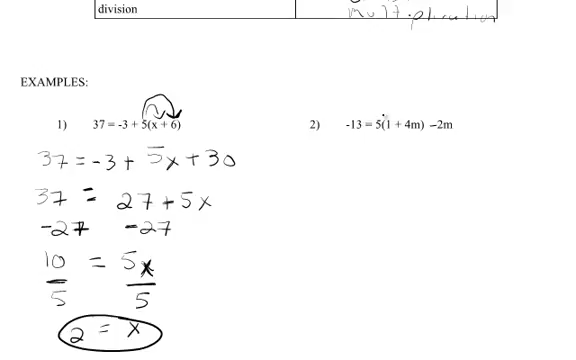 division multiplication
EXAMPLES:
1) 37 = -3 + 5(x + 6) 2) -13 = 5(1 + 4m) -2m
37 = -3 + 5x + 30
37 = 27 + 5x
-27 -27
10 = 5x
5 5
2 = x